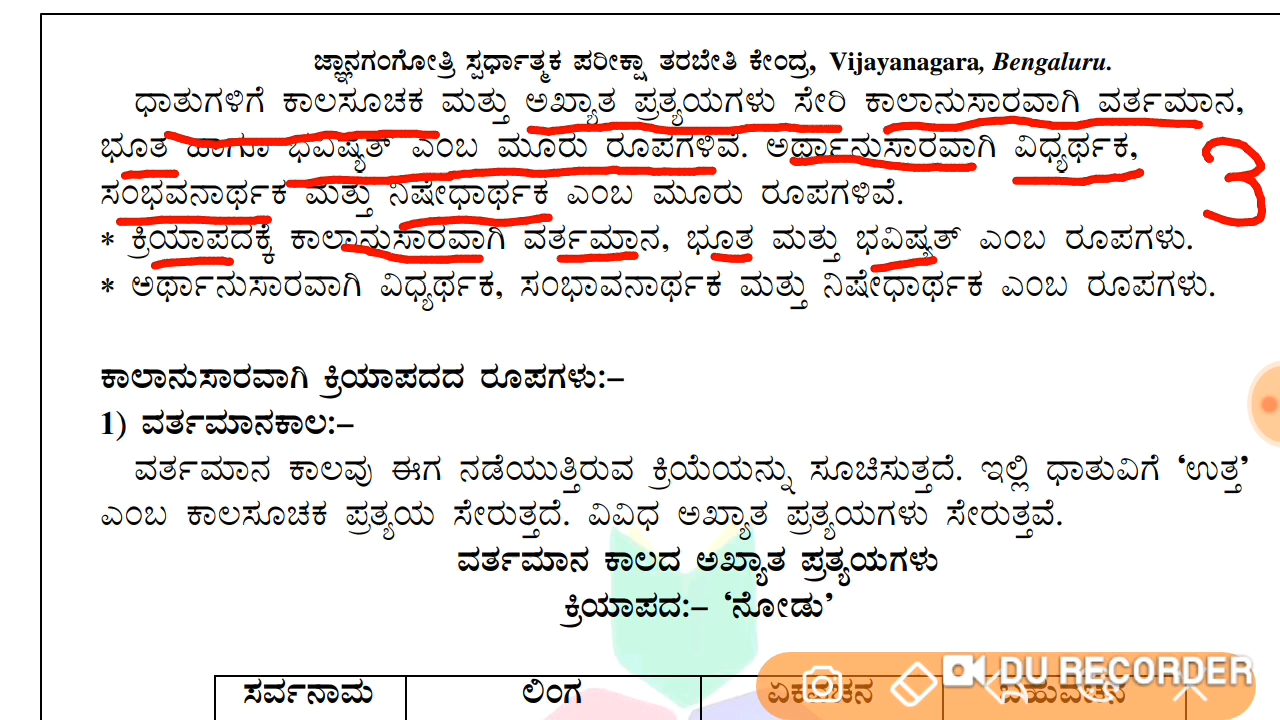 ಜ್ಞಾನಗಂಗೋತ್ರಿ ಸ್ಪರ್ಧಾತ್ಮಕ ಪರೀಕ್ಷಾ ತರಬೇತಿ ಕೇಂದ್ರ, Vijayanagara, Bengaluru.
ಧಾತುಗಳಿಗೆ ಕಾಲಸೂಚಕ ಮತ್ತು ಅಖ್ಯಾತ ಪ್ರತ್ಯಯಗಳು ಸೇರಿ ಕಾಲಾನುಸಾರವಾಗಿ ವರ್ತಮಾನ,
ಭೂತ ಹಾಗೂ ಭವಿಷ್ಯತ್ ಎಂಬ ಮೂರು ರೂಪಗಳಿವೆ. ಅರ್ಥಾನುಸಾರವಾಗಿ ವಿಧ್ಯರ್ಥಕ,
3
ಸಂಭವನಾರ್ಥಕ ಮತ್ತು ನಿಷೇಧಾರ್ಥಕ ಎಂಬ ಮೂರು ರೂಪಗಳಿವೆ.
* ಕ್ರಿಯಾಪದಕ್ಕೆ ಕಾಲಾನುಸಾರವಾಗಿ ವರ್ತಮಾನ, ಭೂತ ಮತ್ತು ಭವಿಷ್ಯತ್ ಎಂಬ ರೂಪಗಳು.
* ಅರ್ಥಾನುಸಾರವಾಗಿ ವಿಧ್ಯರ್ಥಕ, ಸಂಭಾವನಾರ್ಥಕ ಮತ್ತು ನಿಷೇಧಾರ್ಥಕ ಎಂಬ ರೂಪಗಳು.
ಕಾಲಾನುಸಾರವಾಗಿ ಕ್ರಿಯಾಪದದ ರೂಪಗಳು:–
1) ವರ್ತಮಾನಕಾಲ:–
ವರ್ತಮಾನ ಕಾಲವು ಈಗ ನಡೆಯುತ್ತಿರುವ ಕ್ರಿಯೆಯನ್ನು ಸೂಚಿಸುತ್ತದೆ. ಇಲ್ಲಿ ಧಾತುವಿಗೆ ‘ಉತ್ತ’
ಎಂಬ ಕಾಲಸೂಚಕ ಪ್ರತ್ಯಯ ಸೇರುತ್ತದೆ. ವಿವಿಧ ಅಖ್ಯಾತ ಪ್ರತ್ಯಯಗಳು ಸೇರುತ್ತವೆ.
ವರ್ತಮಾನ ಕಾಲದ ಅಖ್ಯಾತ ಪ್ರತ್ಯಯಗಳು
ಕ್ರಿಯಾಪದ:– ‘ನೋಡು’
DU RECORDER
ಸರ್ವನಾಮ ಲಿಂಗ ಏಕವಚನ ಬಹುವಚನ